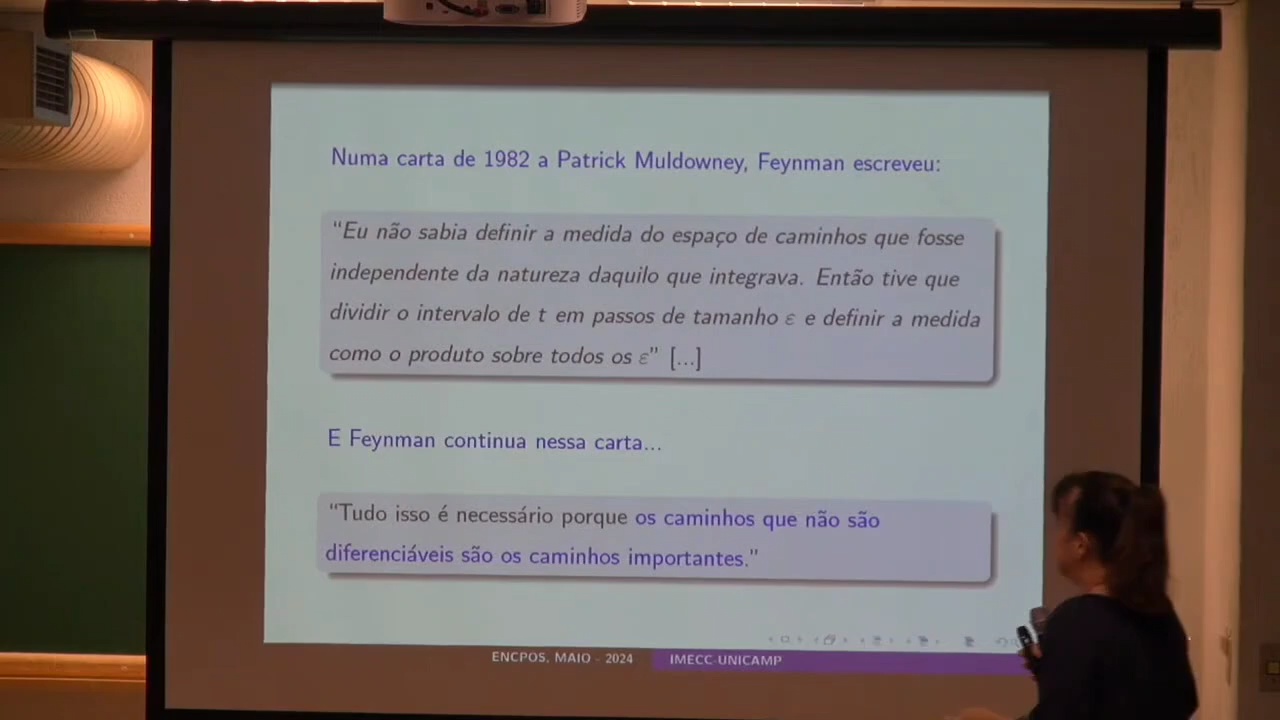 Numa carta de 1982 a Patrick Muldowney, Feynman escreveu:
“Eu não sabia definir a medida do espaço de caminhos que fosse
independente da natureza daquilo que integrava. Então tive que
dividir o intervalo de t em passos de tamanho ε e definir a medida
como o produto sobre todos os ε” [...]
E Feynman continua nessa carta...
“Tudo isso é necessário porque os caminhos que não são
diferenciáveis são os caminhos importantes.”
ENCPOS, MAIO - 2024 IMECC-UNICAMP